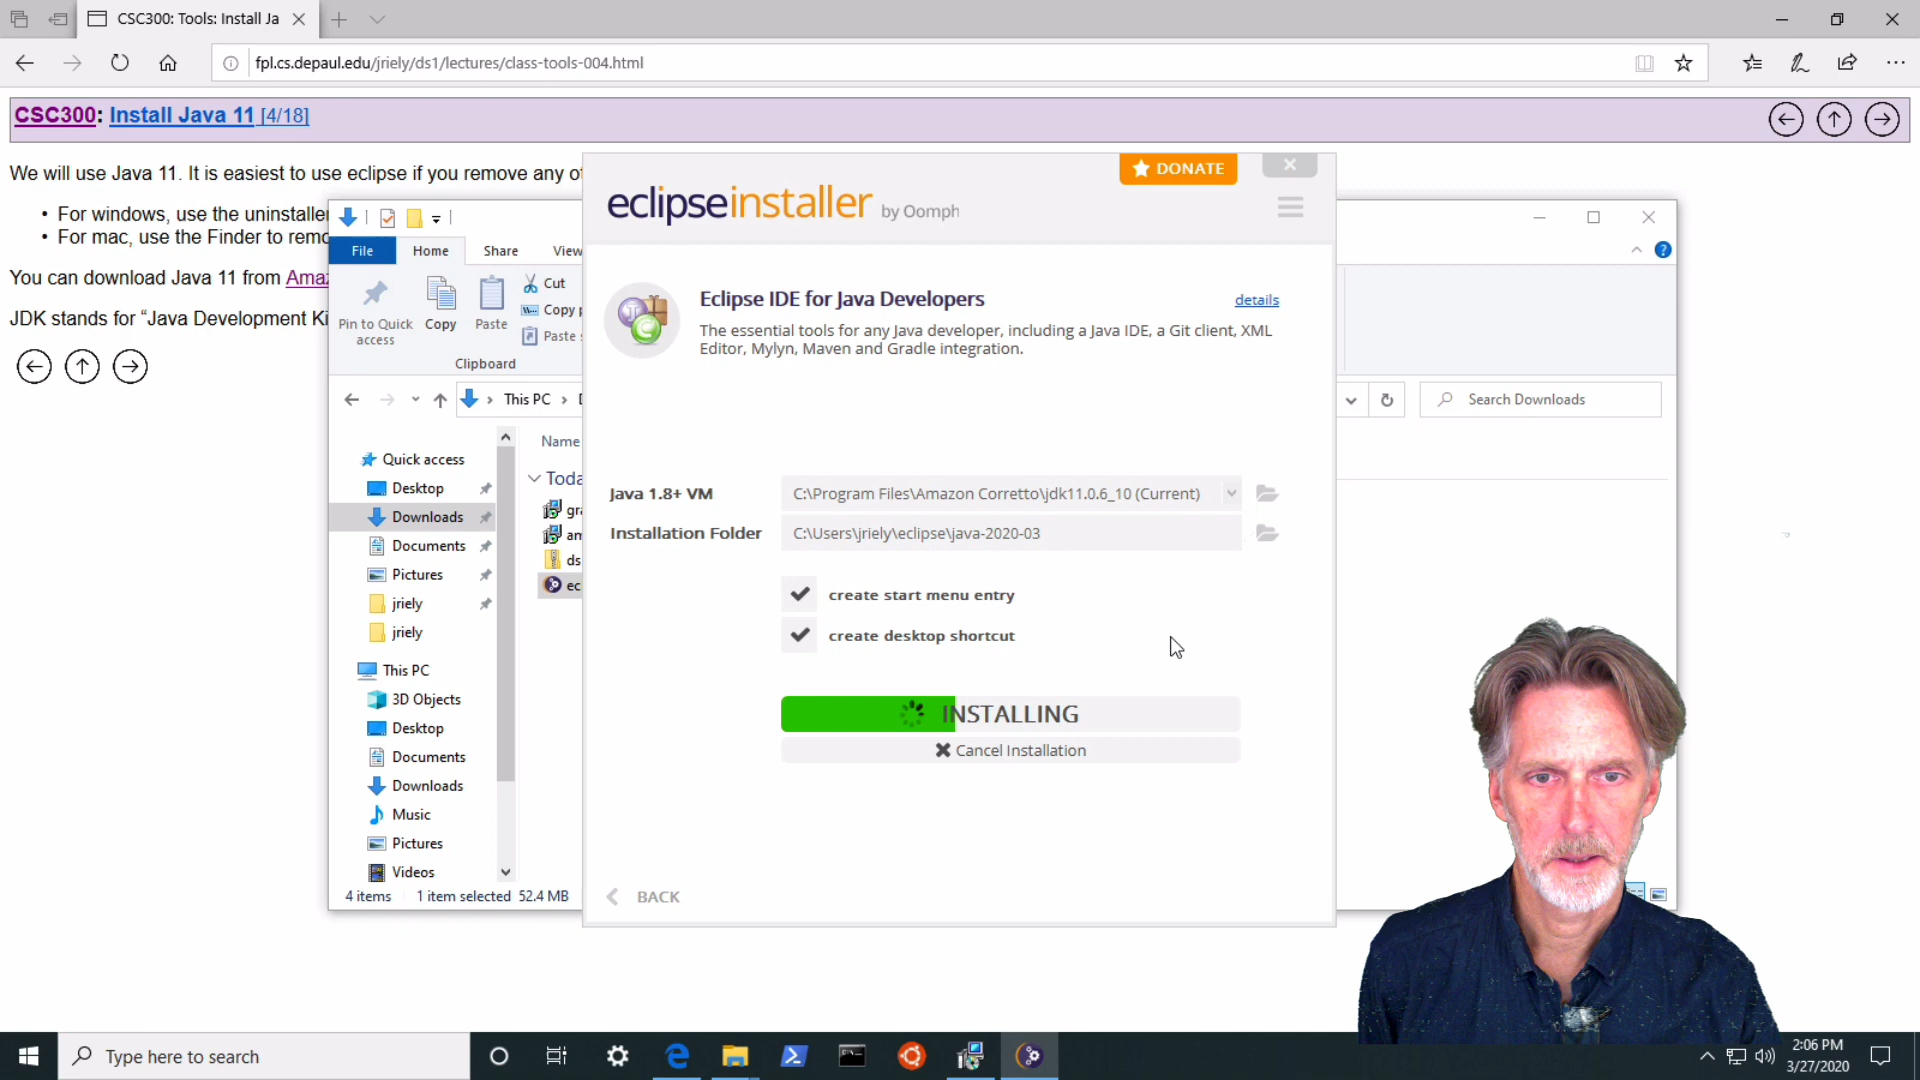 CSC300: Tools: Install Ja
fpl.cs.depaul.edu/jriely/ds1/lectures/class-tools-004.html
CSC300: Install Java 11 [4/18]
We will use Java 11. It is easiest to use eclipse if you remove any
• For windows, use the uninstaller
• For mac, use the Finder to
You can download Java 11 from
JDK stands for “Java Development
File
Home
Share
View
Pin to Quick access
Copy
Paste
Cut
Copy
Paste
Clipboard
This PC
Search Downloads
Name
Quick access
Desktop
Downloads
Documents
Pictures
jriely
jriely
This PC
3D Objects
Desktop
Documents
Downloads
Music
Pictures
Videos
4 items
1 item selected 52.4 MB
DONATE
eclipseinstaller by Oomph
Eclipse IDE for Java Developers
details
The essential tools for any Java developer, including a Java IDE, a Git client, XML
Editor, Mylyn, Maven and Gradle integration.
Java 1.8+ VM
C:\Program Files\Amazon Corretto\jdk11.0.6_10 (Current)
Installation Folder
C:\Users\jriely\eclipse\java-2020-03
create start menu entry
create desktop shortcut
INSTALLING
Cancel Installation
BACK
Type here to search
2:06 PM
3/27/2020